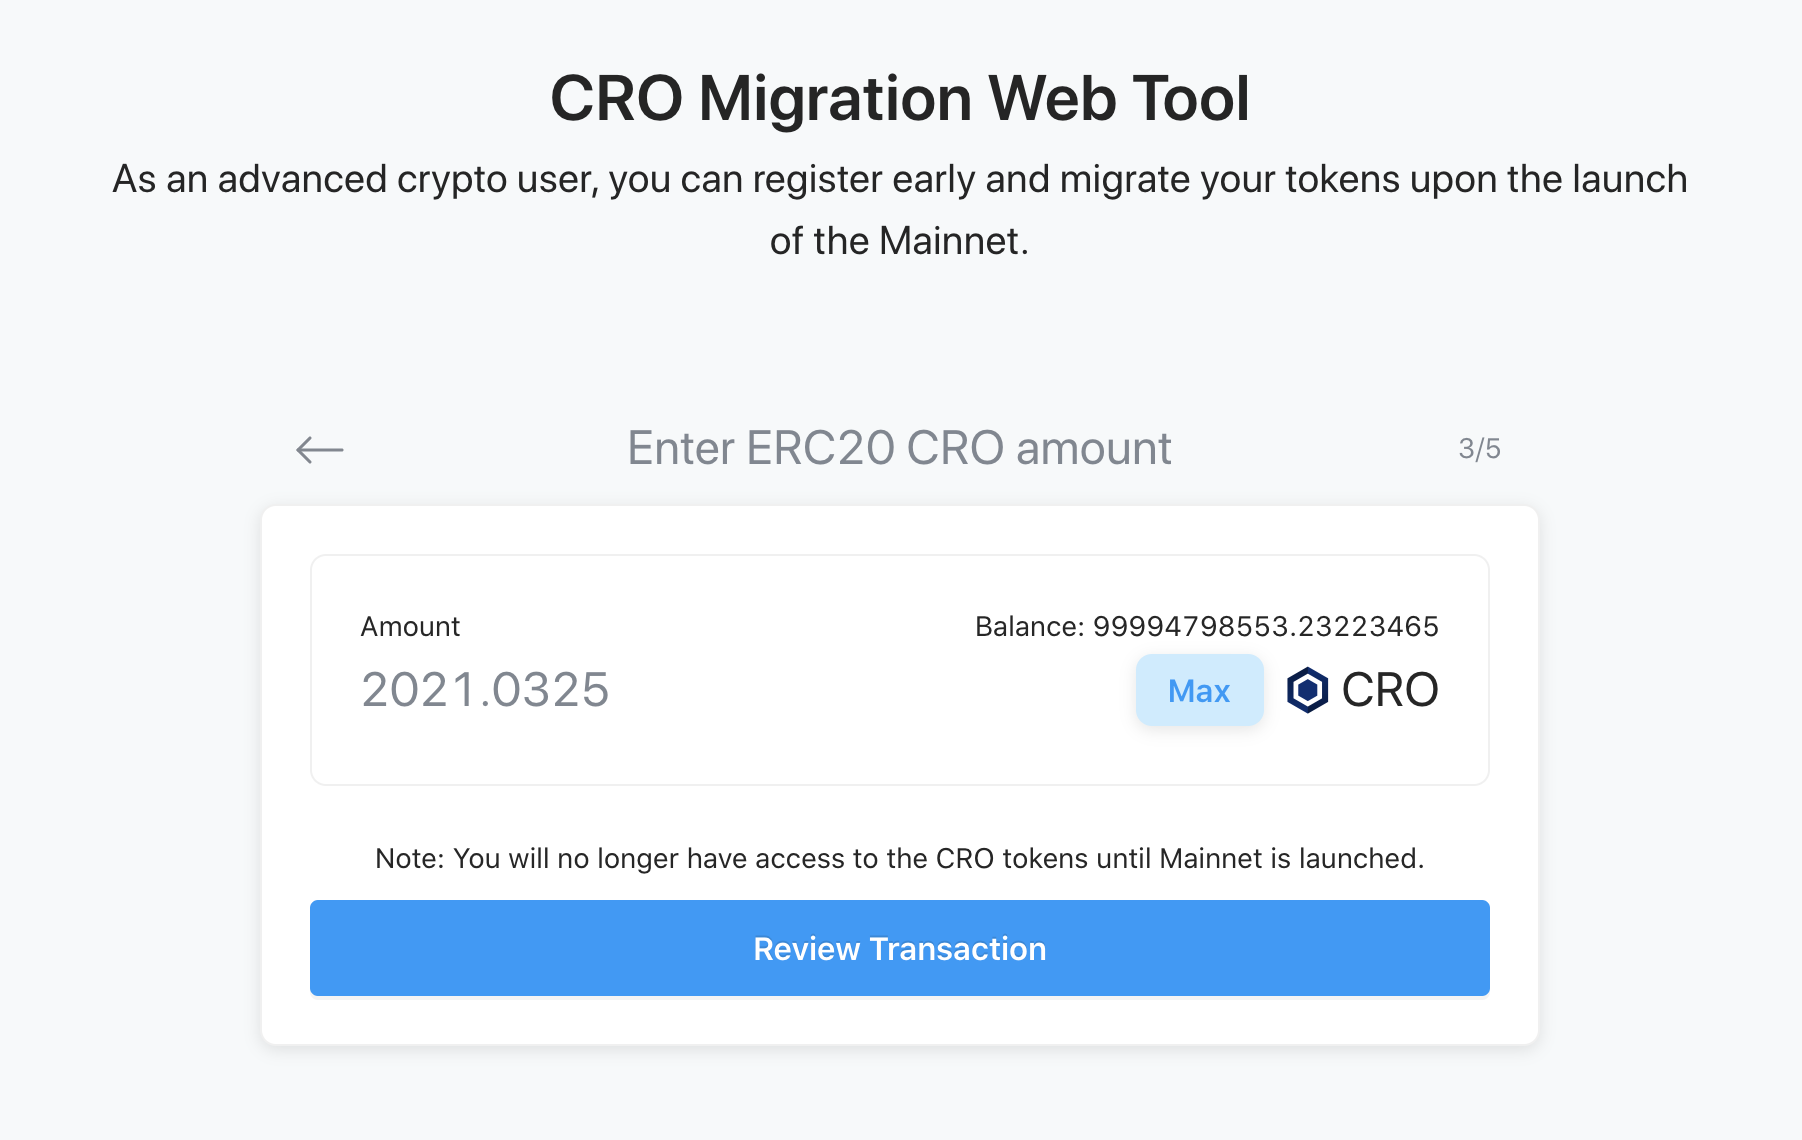 CRO Migration Web Tool
As an advanced crypto user, you can register early and migrate your tokens upon the launch
of the Mainnet.
Enter ERC20 CRO amount
3/5
Amount
Balance: 99994798553.23223465
2021.0325
Max
CRO
Note: You will no longer have access to the CRO tokens until Mainnet is launched.
Review Transaction